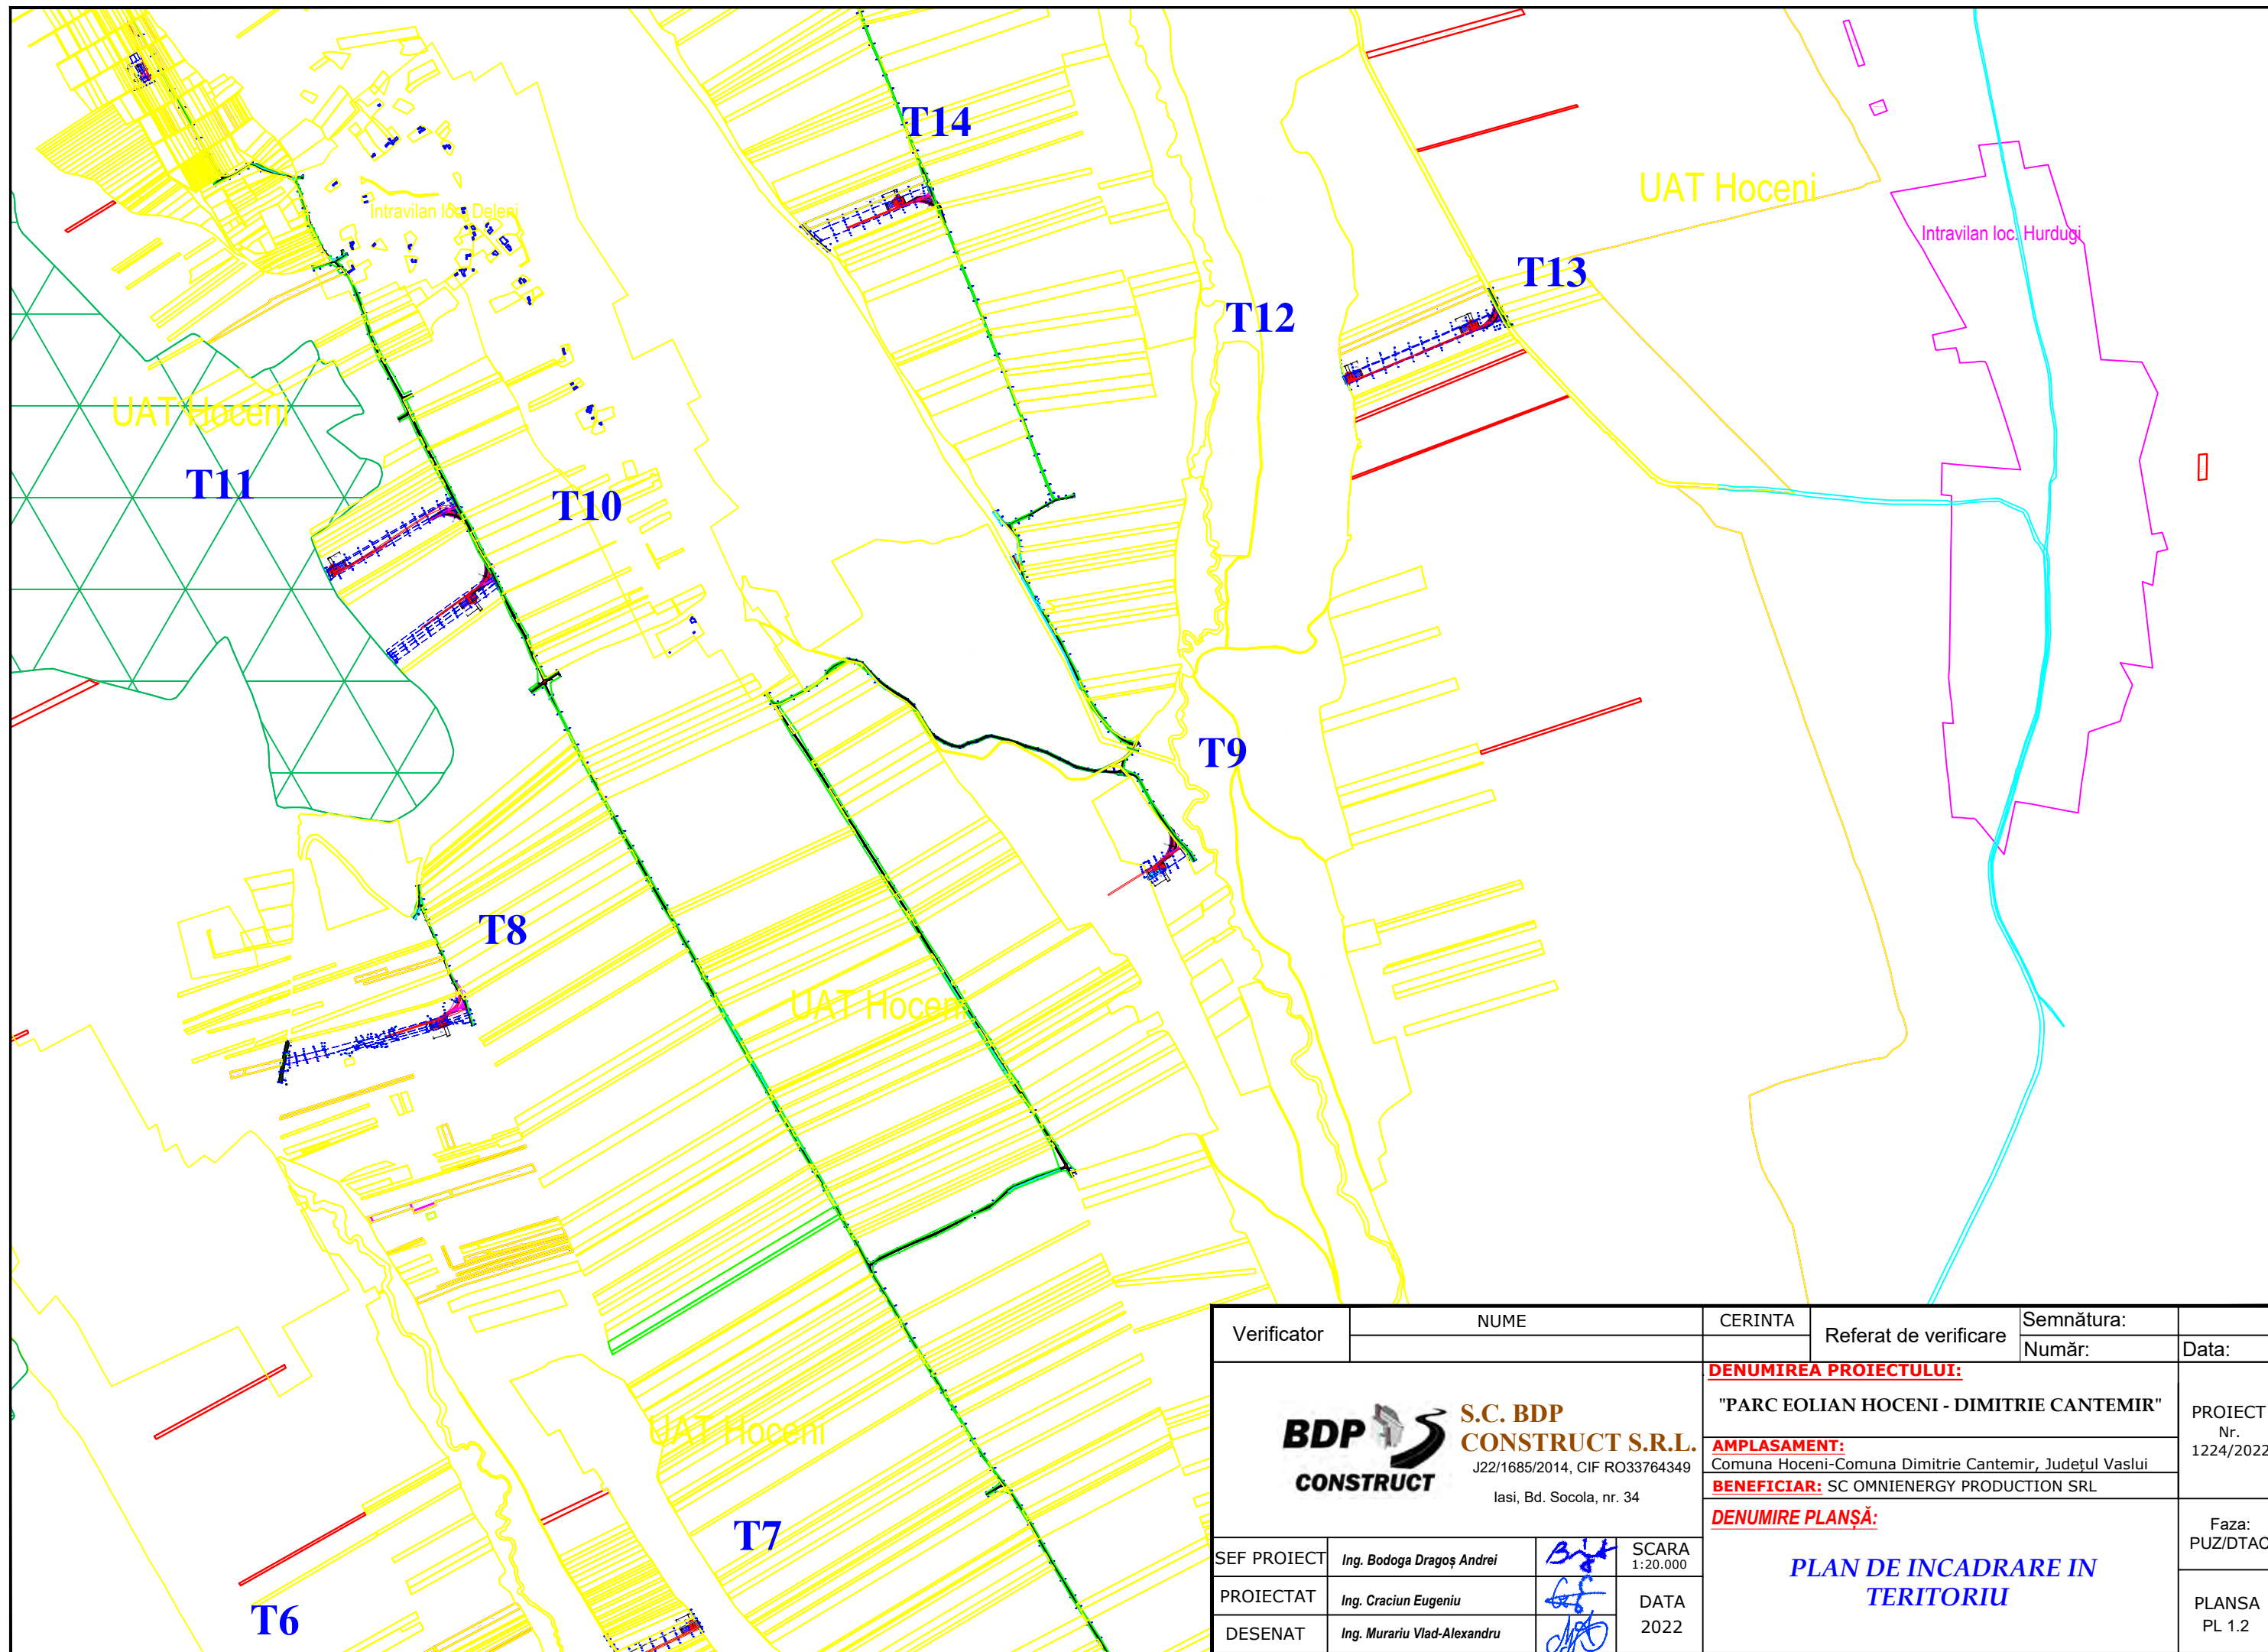 T14
UAT Hoceni
Intravilan loc. Deleni
Intravilan loc. Hurdugi
T13
T12
UAT Hoceni
T11
T10
T9
T8
UAT Hoceni
UAT Hoceni
T7
T6
Verificator
NUME
CERINTA
Referat de verificare
Semnătura:
Număr:
Data:
BDP
CONSTRUCT
S.C. BDP
CONSTRUCT S.R.L.
J22/1685/2014, CIF RO33764349
Iasi, Bd. Socola, nr. 34
DENUMIREA PROIECTULUI:
"PARC EOLIAN HOCENI - DIMITRIE CANTEMIR"
AMPLASAMENT:
Comuna Hoceni-Comuna Dimitrie Cantemir, Județul Vaslui
BENEFICIAR: SC OMNIENERGY PRODUCTION SRL
PROIECT
Nr.
1224/2022
DENUMIRE PLANȘĂ:
PLAN DE INCADRARE IN
TERITORIU
Faza:
PUZ/DTAC
PLANSA
PL 1.2
SEF PROIECT
Ing. Bodoga Dragoș Andrei
SCARA
1:20.000
PROIECTAT
Ing. Craciun Eugeniu
DATA
2022
DESENAT
Ing. Murariu Vlad-Alexandru